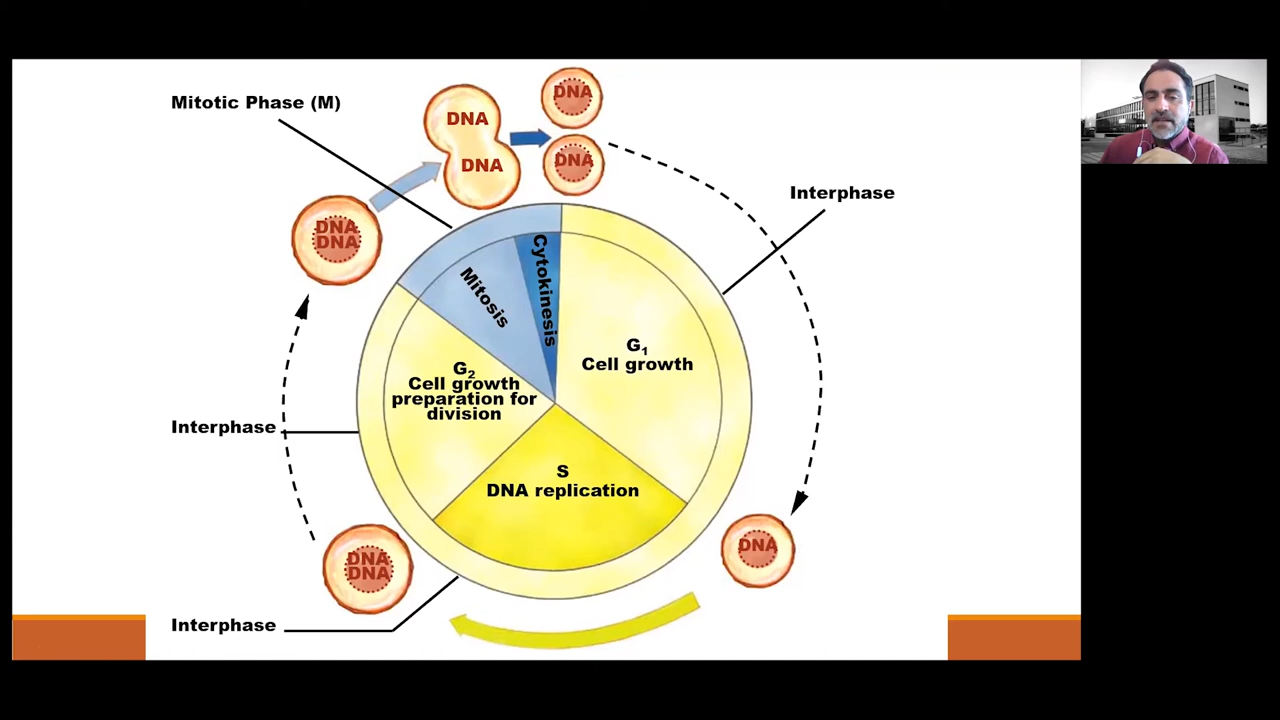 Mitotic Phase (M)
DNA
DNA
DNA
DNA
DNA
DNA
Interphase
Mitosis
Cytokinesis
G₁
Cell growth
G₂
Cell growth
preparation for
division
Interphase
S
DNA replication
DNA
DNA
DNA
Interphase